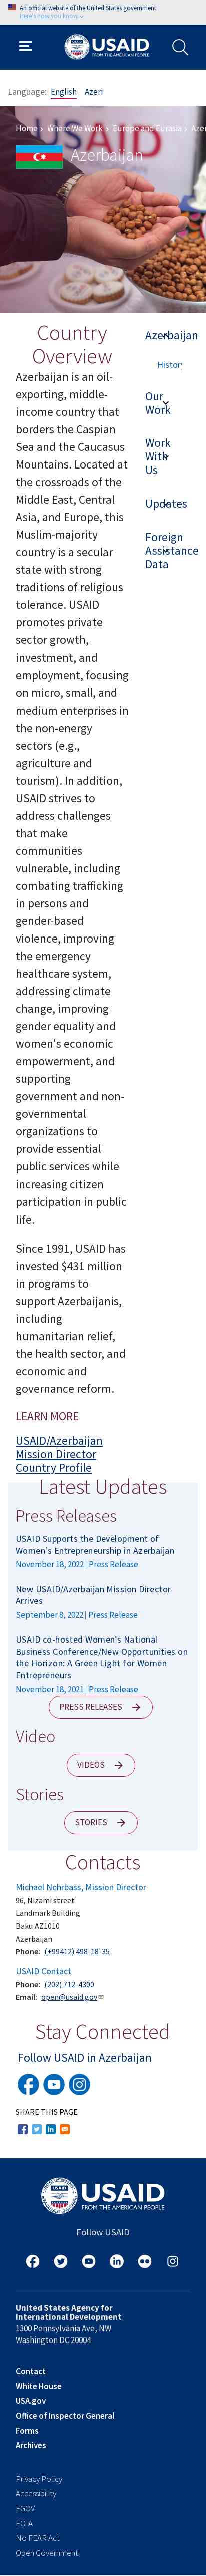 An official website of the United States government
Here's how you know
USAID
FROM THE AMERICAN PEOPLE
Language: English Azeri
Home Where We Work Europe and Eurasia Azer
Azerbaijan
Country
Overview
Azerbaijan is an oil-
exporting, middle-
income country
that borders the
Caspian Sea and
the Caucasus
Mountains. Located
at the crossroads of
the Middle East,
Central Asia, and
Europe, this Muslim
majority country
has strong historical
traditions of
religious tolerance.
USAID promotes
private sector
growth, investment,
and employment,
focusing on micro,
small, and medium
enterprises in the
non-energy sectors
(e.g., agriculture
and tourism). In
addition, USAID
strives to address
challenges that
make communities
vulnerable,
including
combating
trafficking in
persons and
gender-based
violence, improving
the emergency
healthcare system,
addressing climate
change, improving
gender equality and
women's economic
empowerment, and
supporting
government and
non-governmental
organizations to
provide essential
public services
while increasing
citizen participation
in public life.
Since 1991, USAID
has invested $431
million in programs
to support
Azerbaijanis,
including
humanitarian relief,
the health sector,
and economic and
governance reform.
LEARN MORE
USAID/Azerbaijan
Mission Director
Country Profile
Azerbaijan
History
Our
Work
Work
With
Us
Updates
Foreign
Assistance
Data
Latest Updates
Press Releases
USAID Supports the Development of
Women's Entrepreneurship in Azerbaijan
November 18, 2022 | Press Release
New USAID/Azerbaijan Mission Director
Arrives
September 8, 2022 | Press Release
USAID co-hosted Women's National
Business Conference/New Opportunities on
the Horizon: A Green Light for Women
Entrepreneurs
November 18, 2021 | Press Release
PRESS RELEASES
Video
VIDEOS
Stories
STORIES
Contacts
Michael Nehrbass, Mission Director
96, Nizami street
Landmark Building
Baku AZ1010
Azerbaijan
Phone: (+99412) 498-18-35
USAID Contact
Phone: (202) 712-4300
Email: open@usaid.gov
Stay Connected
Follow USAID in Azerbaijan
SHARE THIS PAGE
USAID
FROM THE AMERICAN PEOPLE
Follow USAID
United States Agency for
International Development
1300 Pennsylvania Ave, NW
Washington DC 20004
Contact
White House
USA.gov
Office of Inspector General
Forms
Archives
Privacy Policy
Accessibility
EGOV
FOIA
No FEAR Act
Open Government